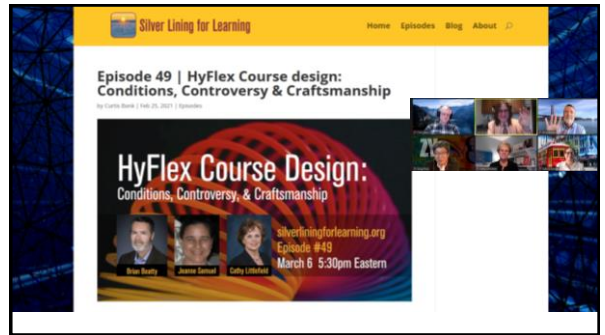 Silver Lining for Learning
Home Episodes Blog About
Episode 49 | HyFlex Course design:
Conditions, Controversy & Craftsmanship
by Curtis Bonk | Feb 25, 2021 | Episodes
HyFlex Course Design:
Conditions, Controversy, & Craftsmanship
silverliningforlearning.org
Episode #49
March 6 5:30pm Eastern
Brian Beatty Jeanne Samuel Cathy Littlefield